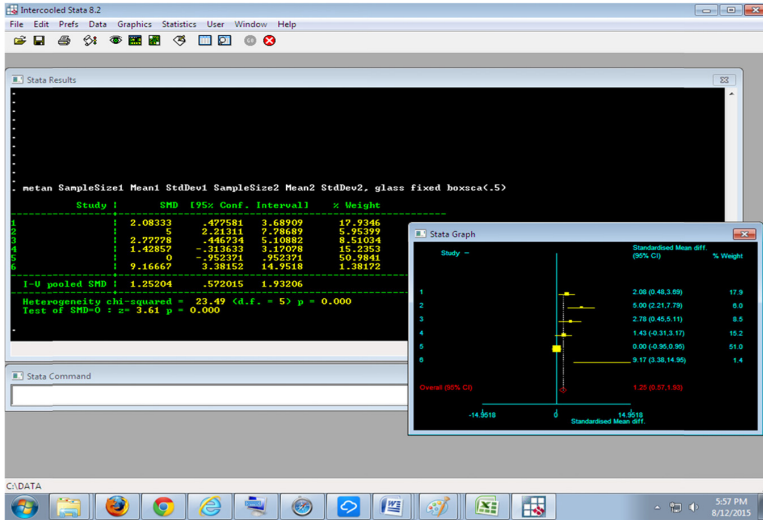 Intercooled Stata 8.2
File Edit Prefs Data Graphics Statistics User Window Help
Stata Results
. metan SampleSize1 Mean1 StdDev1 SampleSize2 Mean2 StdDev2, glass fixed boxsca(.5)
Study | SMD [95% Conf. Interval] % Weight
1 | 2.08333 .477581 3.68909 17.9346
2 | 5 2.21311 7.78689 5.95399
3 | 2.77778 .446734 5.10882 8.51034
4 | 1.42857 -.313633 3.17078 15.2353
5 | 0 -.952371 .952371 50.9841
6 | 9.16667 3.38152 14.9518 1.38172
I-V pooled SMD | 1.25204 .572015 1.93206
Heterogeneity chi-squared = 23.49 (d.f. = 5) p = 0.000
Test of SMD=0 : z= 3.61 p = 0.000
.
Stata Command
Stata Graph
Study
Standardised Mean diff.
(95% CI)
% Weight
1 2.08 (0.48,3.69) 17.9
2 5.00 (2.21,7.79) 6.0
3 2.78 (0.45,5.11) 8.5
4 1.43 (-0.31,3.17) 15.2
5 0.00 (-0.95,0.95) 51.0
6 9.17 (3.38,14.95) 1.4
Overall (95% CI)
-14.9518 0 14.9518
Standardised Mean diff.
C:\DATA
5:57 PM
8/12/2015